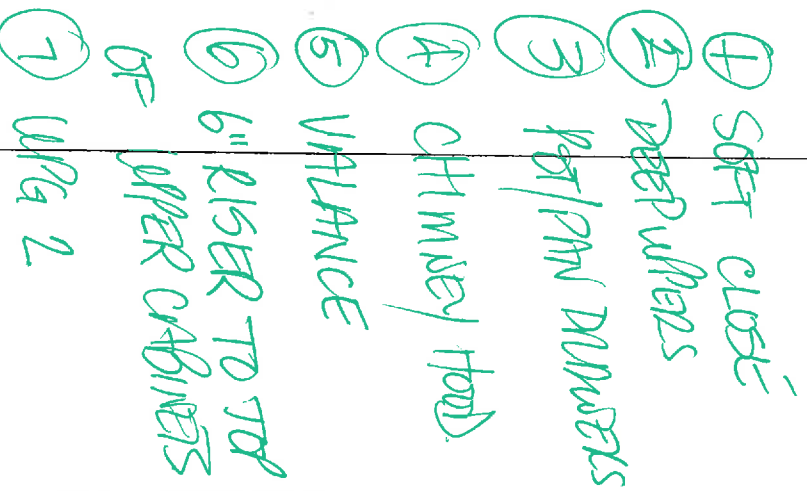 1 SOFT CLOSE
2 DEEP UPPERS
3 POT/PAN DRAWERS
4 CHIMNEY HOOD
5 VALANCE
6 6" RISER TO TOP
OF UPPER CABINETS
7 UPG 2